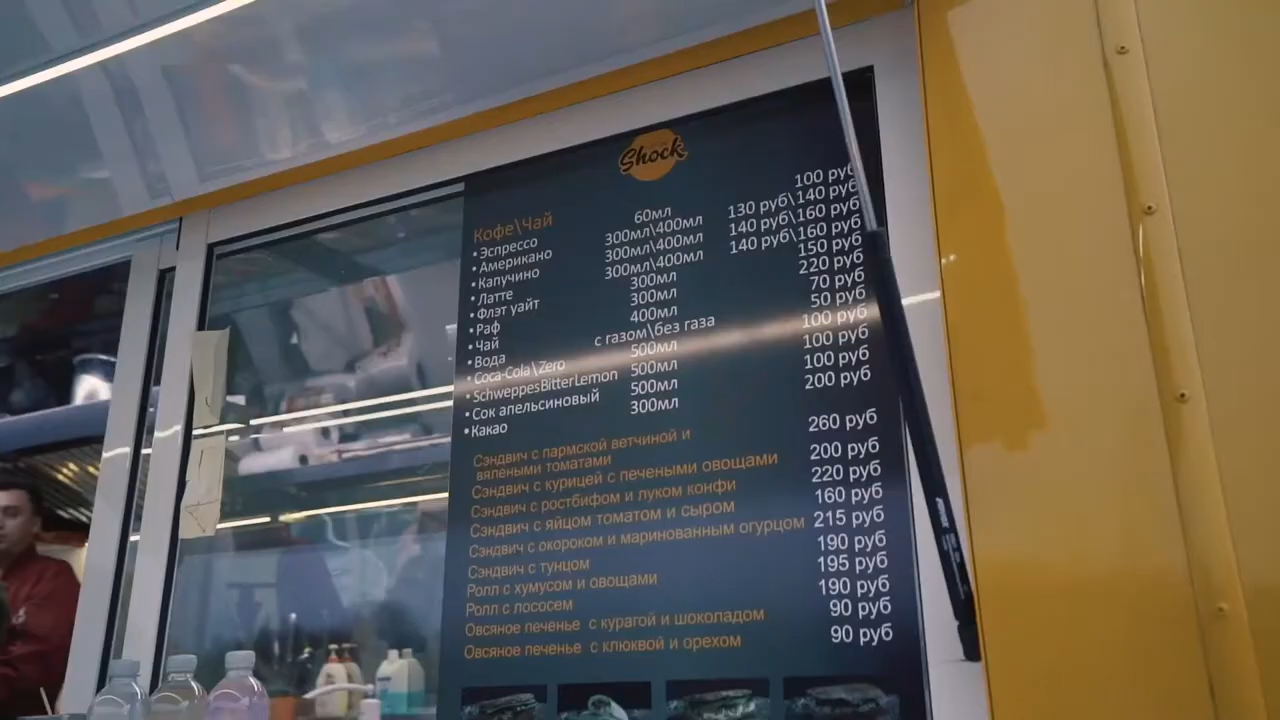 Shock
Кофе\Чай
• Эспрессо 60мл 100 руб
• Американо 300мл\400мл 130 руб\140 руб
• Капучино 300мл\400мл 140 руб\160 руб
• Латте 300мл\400мл 140 руб\160 руб
• Флэт уайт 300мл 150 руб
• Раф 300мл 220 руб
• Чай 400мл 70 руб
• Вода с газом\без газа 50 руб
• Coca-Cola\Zero 500мл 100 руб
• SchweppesBitterLemon 500мл 100 руб
• Сок апельсиновый 500мл 100 руб
• Какао 300мл 200 руб
Сэндвич с пармской ветчиной и
вялеными томатами 260 руб
Сэндвич с курицей с печеными овощами 200 руб
Сэндвич с ростбифом и луком конфи 220 руб
Сэндвич с яйцом томатом и сыром 160 руб
Сэндвич с окороком и маринованным огурцом 215 руб
Сэндвич с тунцом 190 руб
Ролл с хумусом и овощами 195 руб
Ролл с лососем 190 руб
Овсяное печенье с курагой и шоколадом 90 руб
Овсяное печенье с клюквой и орехом 90 руб